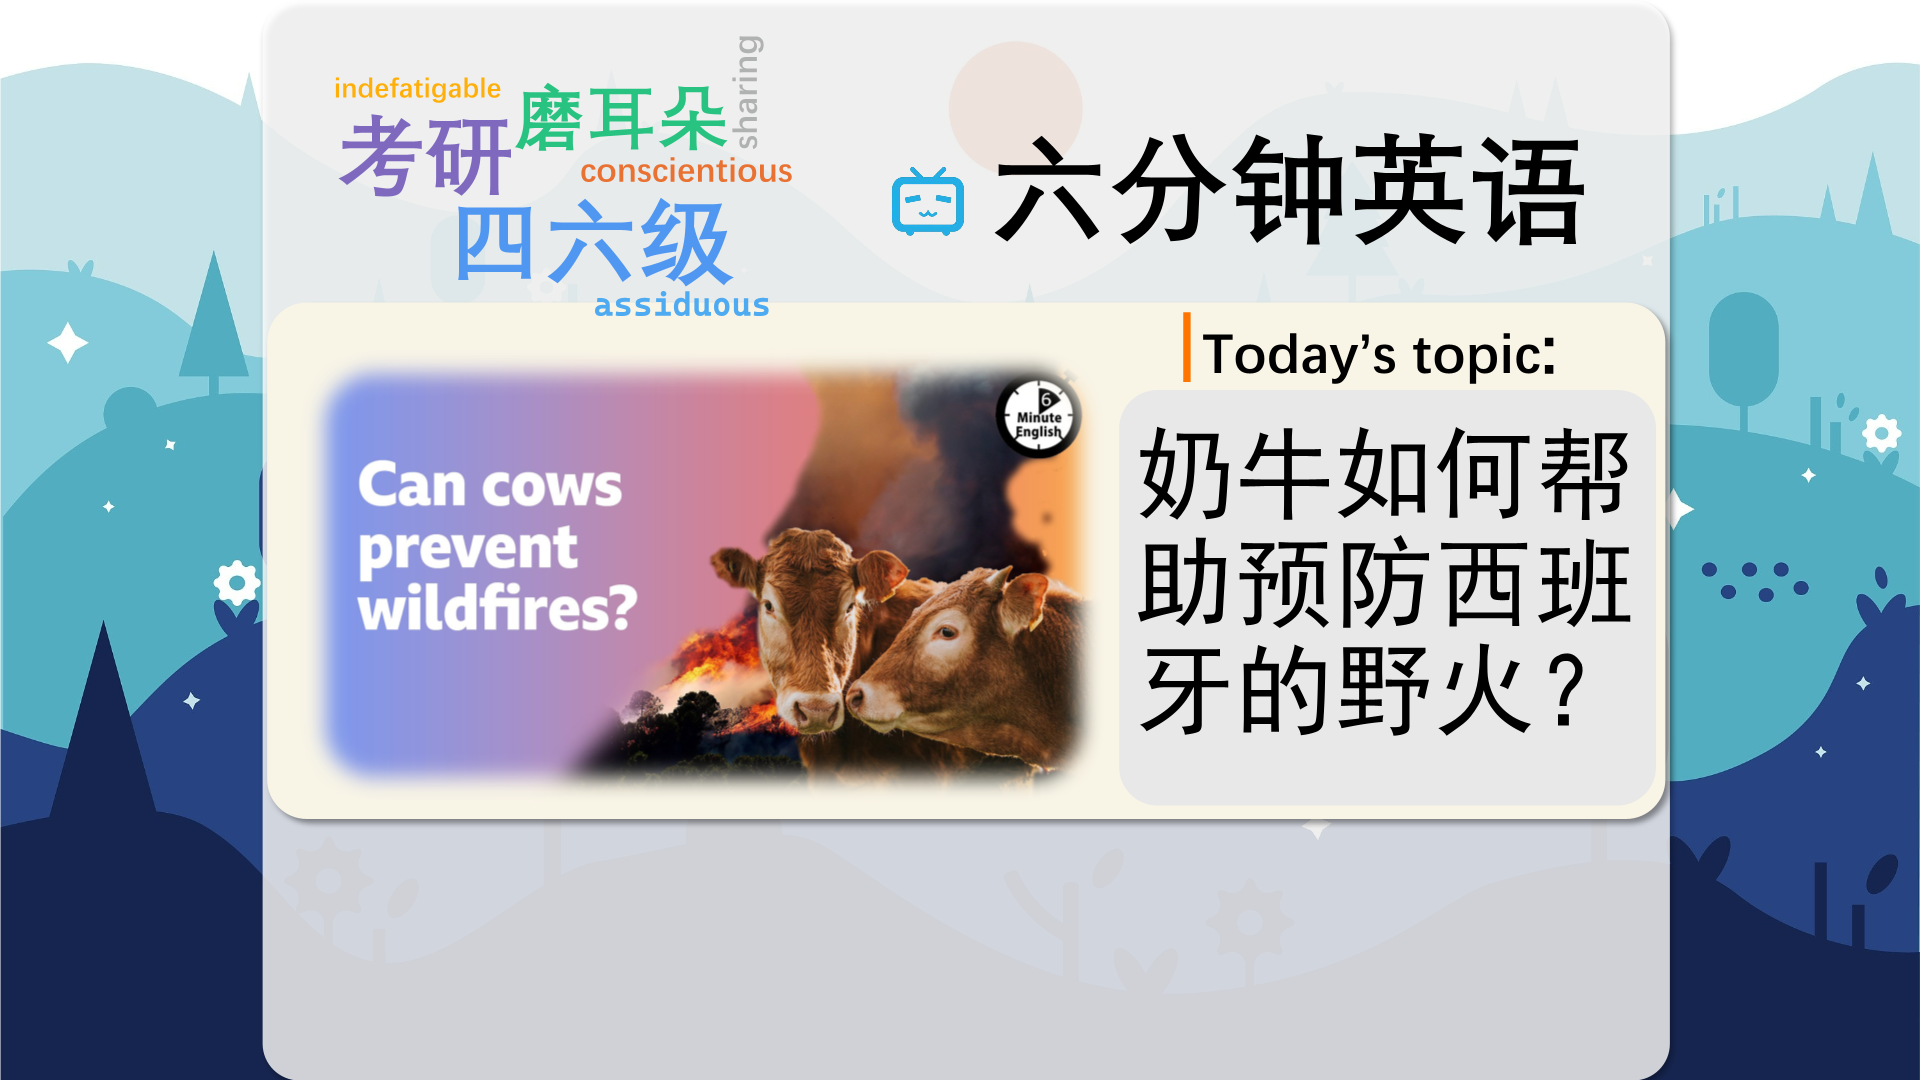 indefatigable
考研
磨耳朵
sharing
conscientious
四六级
assiduous
六分钟英语
Today’s topic:
Can cows
prevent
wildfires?
6
Minute
English
奶牛如何帮
助预防西班
牙的野火？